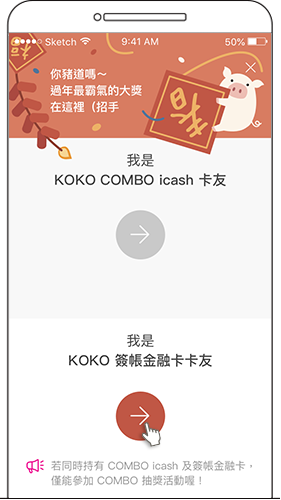 Sketch 9:41 AM 50%
你豬道嗎～
過年最霸氣的大獎
在這裡（招手
我是
KOKO COMBO icash 卡友
我是
KOKO 簽帳金融卡卡友
若同時持有 COMBO icash 及簽帳金融卡，
僅能參加 COMBO 抽獎活動喔！